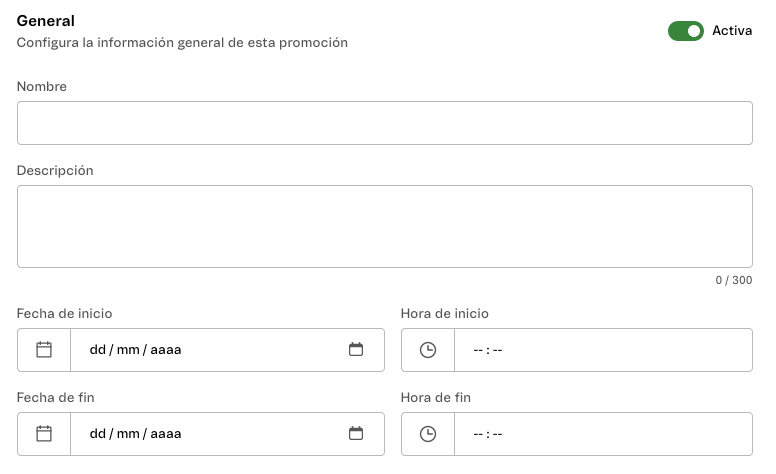 General
Configura la información general de esta promoción
Activa
Nombre
Descripción
0 / 300
Fecha de inicio
Hora de inicio
dd / mm / aaaa
-- : --
Fecha de fin
Hora de fin
dd / mm / aaaa
-- : --